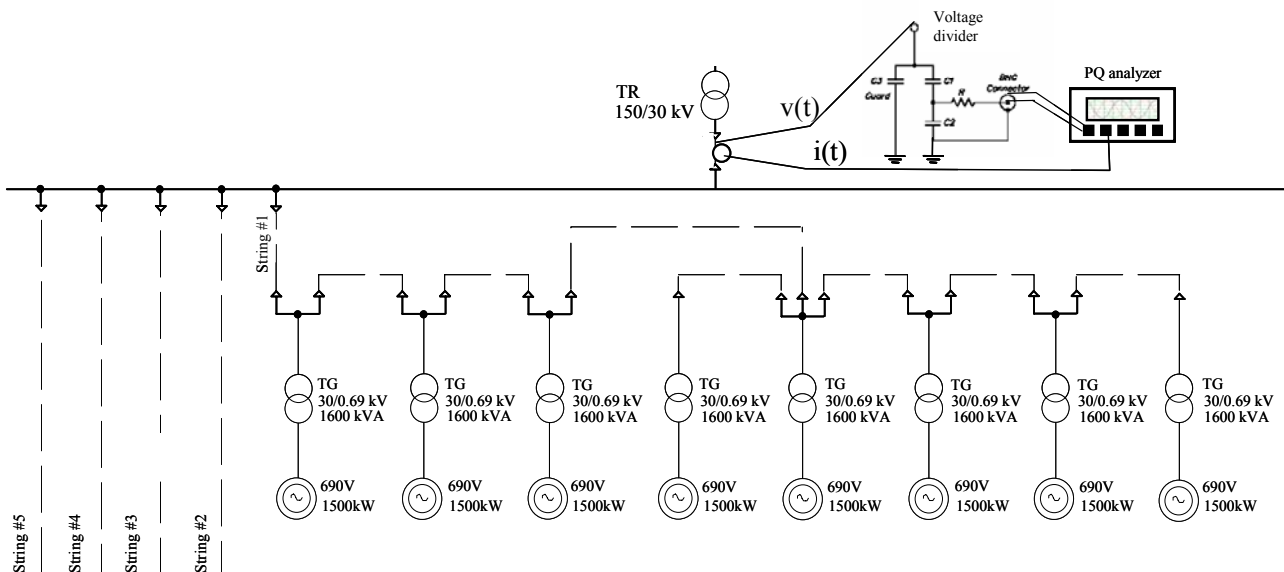 Voltage
divider
TR
150/30 kV
v(t)
i(t)
C3
Guard
C1
R
C2
BNC
Connector
PQ analyzer
String #1
TG
30/0.69 kV
1600 kVA
TG
30/0.69 kV
1600 kVA
TG
30/0.69 kV
1600 kVA
TG
30/0.69 kV
1600 kVA
TG
30/0.69 kV
1600 kVA
TG
30/0.69 kV
1600 kVA
TG
30/0.69 kV
1600 kVA
TG
30/0.69 kV
1600 kVA
690V
1500kW
690V
1500kW
690V
1500kW
690V
1500kW
690V
1500kW
690V
1500kW
690V
1500kW
690V
1500kW
String #5
String #4
String #3
String #2